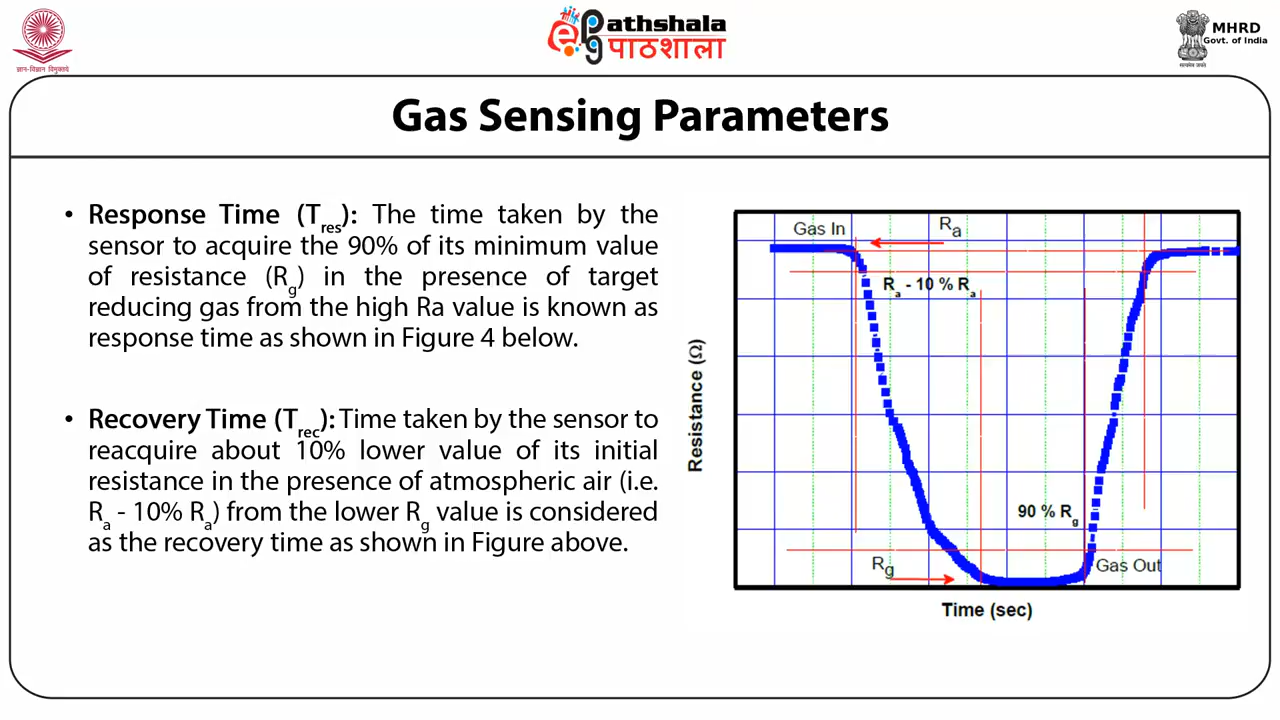 ज्ञान-विज्ञान विमुक्तये
ePathshala
पाठशाला
MHRD
Govt. of India
सत्यमेव जयते
Gas Sensing Parameters
• Response Time (Tres): The time taken by the
sensor to acquire the 90% of its minimum value
of resistance (Rg) in the presence of target
reducing gas from the high Ra value is known as
response time as shown in Figure 4 below.
• Recovery Time (Trec): Time taken by the sensor to
reacquire about 10% lower value of its initial
resistance in the presence of atmospheric air (i.e.
Ra - 10% Ra) from the lower Rg value is considered
as the recovery time as shown in Figure above.
Gas In
Ra
Ra - 10 % Ra
Resistance (Ω)
90 % Rg
Rg
Gas Out
Time (sec)